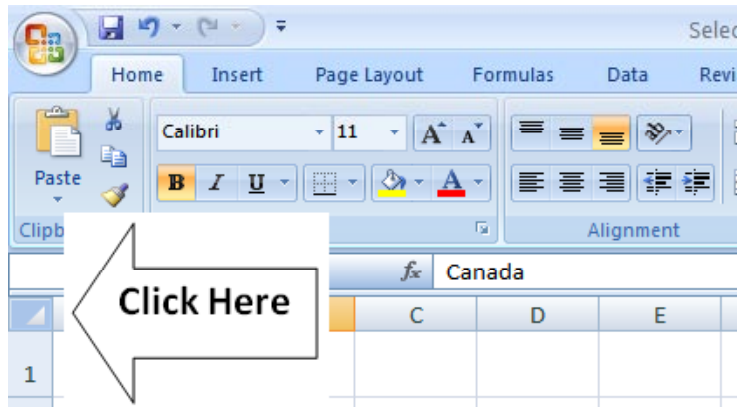 Selec
Home Insert Page Layout Formulas Data Revi
Calibri 11 A A
Paste B I U A
Clipb Alignment
fx Canada
Click Here
C D E
1